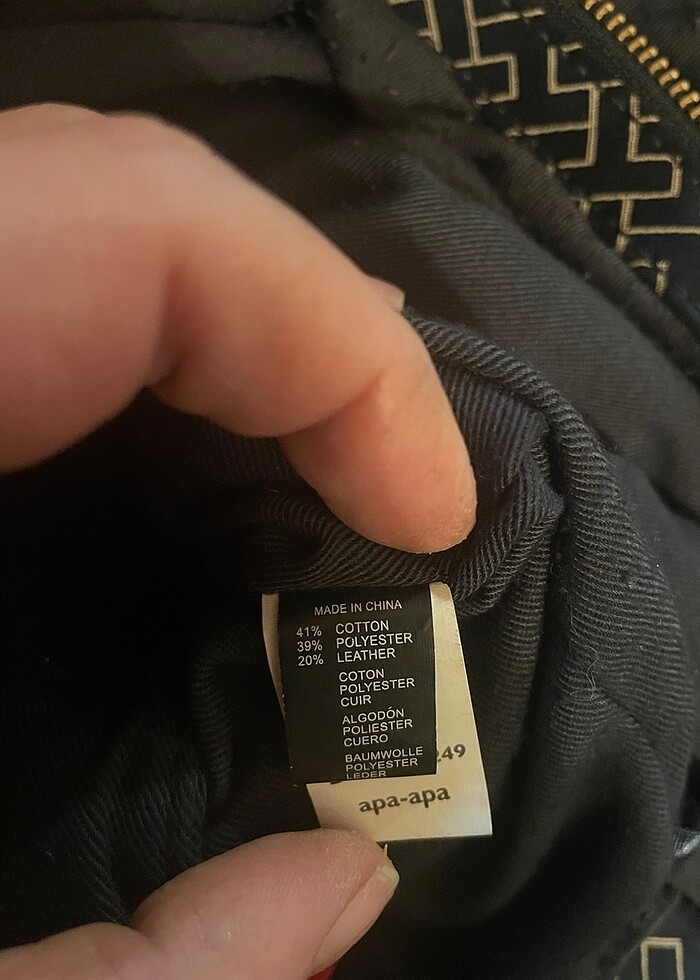 MADE IN CHINA
41% COTTON
39% POLYESTER
20% LEATHER
COTON
POLYESTER
CUIR
ALGODÓN
POLIESTER
CUERO
BAUMWOLLE
POLYESTER
LEDER
249
apa-apa